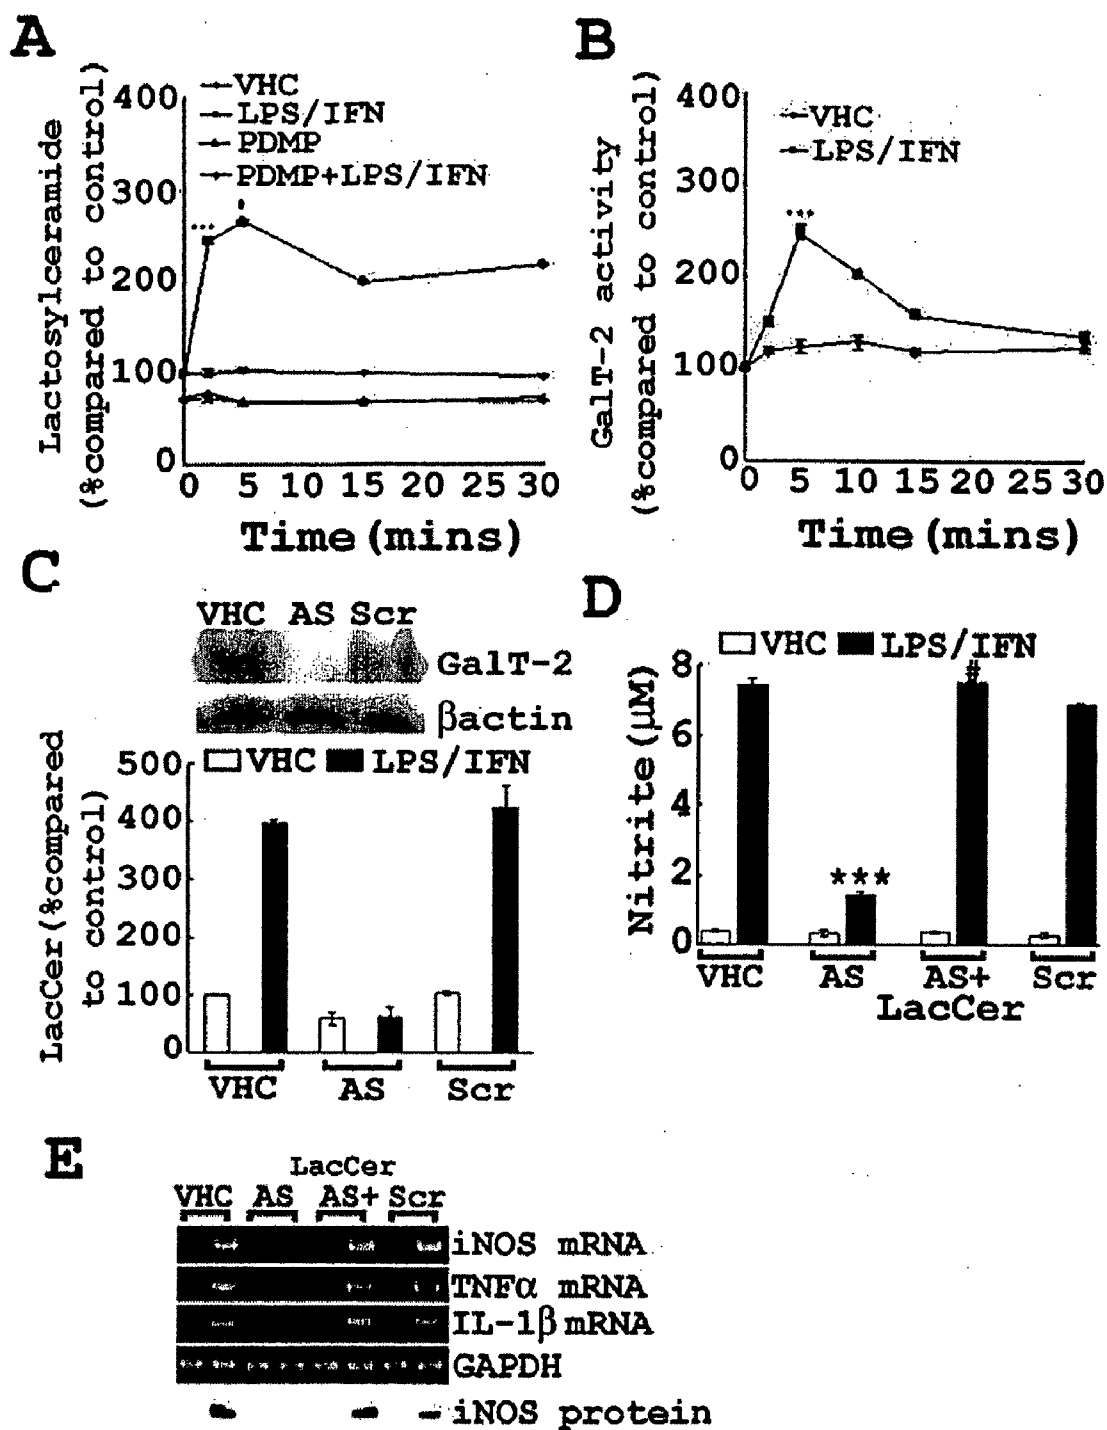 A
Lactosylceramide
(%compared to control)
400
300
200
100
0
VHC
LPS/IFN
PDMP
PDMP+LPS/IFN
***
0 5 10 15 20 25 30
Time (mins)
B
GalT-2 activity
(%compared to control)
400
300
200
100
0
VHC
LPS/IFN
***
0 5 10 15 20 25 30
Time (mins)
C
VHC AS Scr
GalT-2
βactin
LacCer(%compared
to control)
500
400
300
200
100
0
VHC LPS/IFN
VHC AS Scr
D
VHC LPS/IFN
Nitrite(µM)
8
6
4
2
0
***
#
VHC AS AS+ Scr
LacCer
E
LacCer
VHC AS AS+ Scr
iNOS mRNA
TNFα mRNA
IL-1β mRNA
GAPDH
iNOS protein